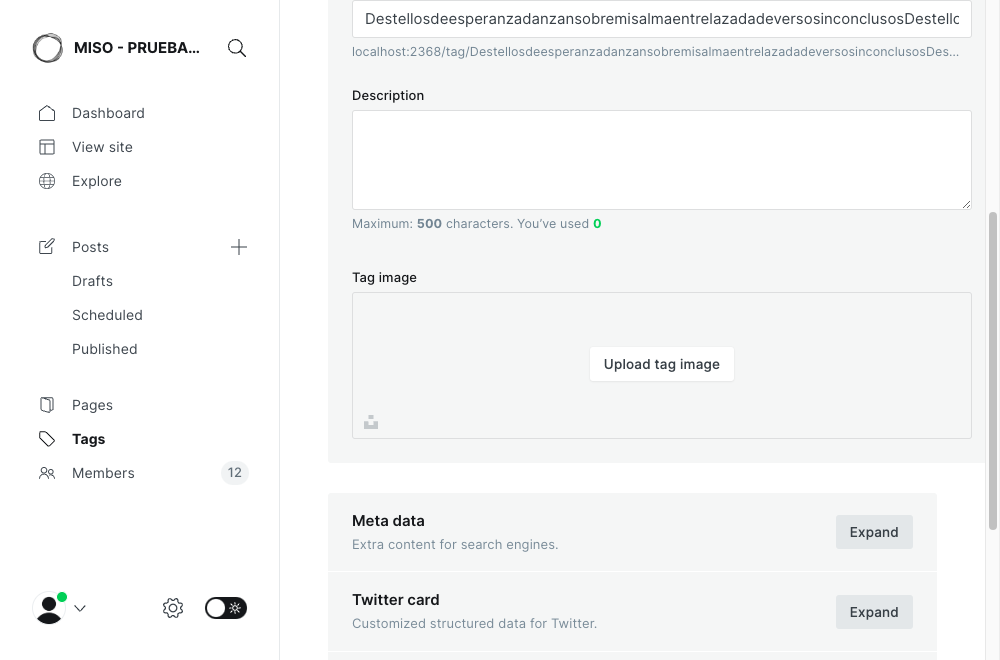 MISO - PRUEBA...
Dashboard
View site
Explore
Posts
Drafts
Scheduled
Published
Pages
Tags
Members 12
DestellosdeesperanzadanzansobremisalmaentrelazadadeversosinconclusosDestello
localhost:2368/tag/DestellosdeesperanzadanzansobremisalmaentrelazadadeversosinconclusosDes...
Description
Maximum: 500 characters. You’ve used 0
Tag image
Upload tag image
Meta data
Extra content for search engines.
Expand
Twitter card
Customized structured data for Twitter.
Expand